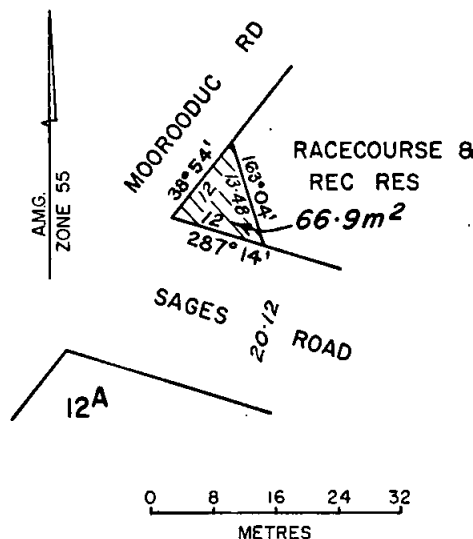 MOOROODUC RD
38°54'
12
13·48
163°04'
12
287°14'
RACECOURSE &
REC RES
66·9m²
A.M.G.
ZONE 55
SAGES ROAD
20·12
12A
0 8 16 24 32
METRES